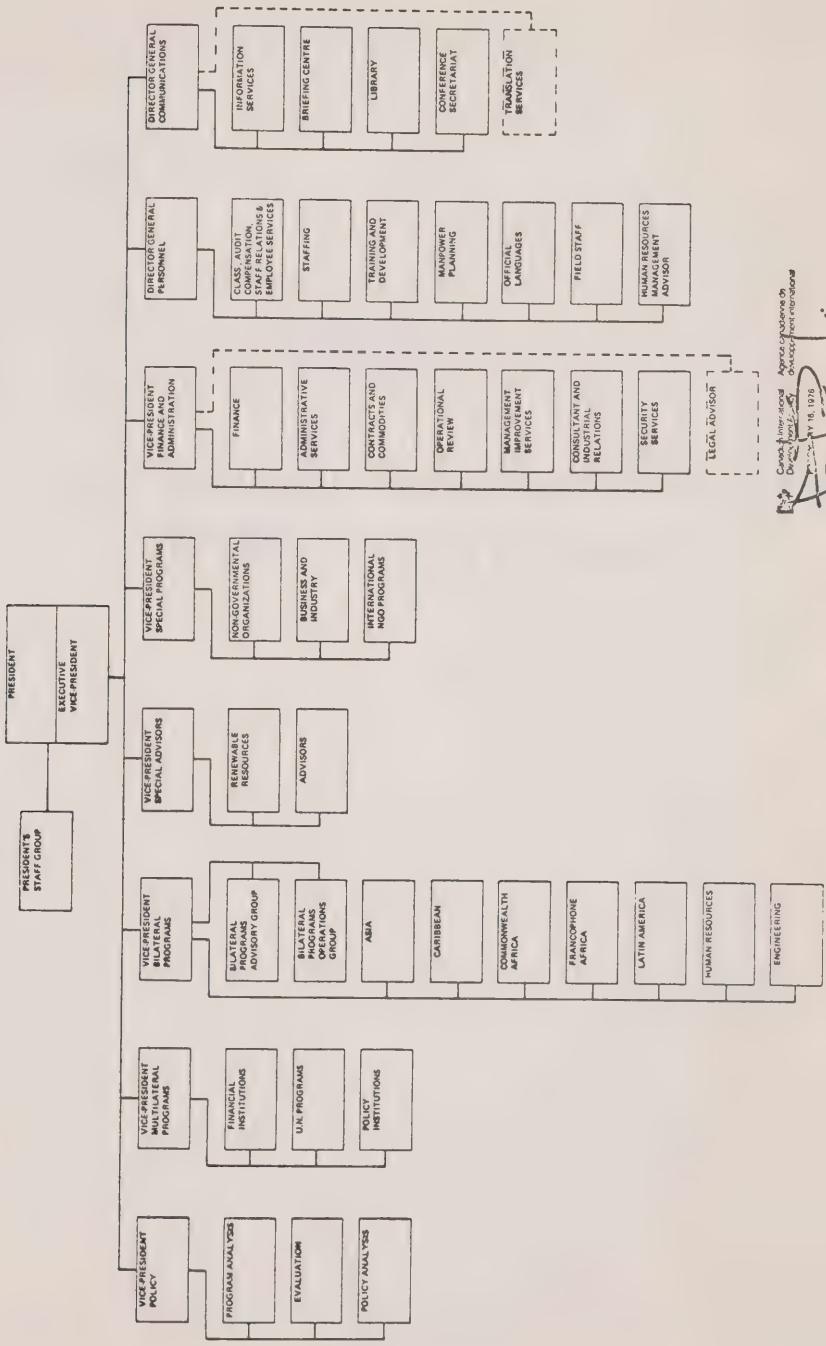 PRESIDENT
EXECUTIVE
VICE-PRESIDENT
PRESIDENT'S
STAFF GROUP
VICE-PRESIDENT
POLICY
PROGRAM ANALYSIS
EVALUATION
POLICY ANALYSIS
VICE-PRESIDENT
MULTILATERAL
PROGRAMS
FINANCIAL
INSTITUTIONS
U.N. PROGRAMS
POLICY
INSTITUTIONS
VICE-PRESIDENT
BILATERAL
PROGRAMS
BILATERAL
PROGRAMS
ADVISORY GROUP
BILATERAL
PROGRAMS
OPERATIONS
GROUP
ASIA
CARIBBEAN
COMMONWEALTH
AFRICA
FRANCOPHONE
AFRICA
LATIN AMERICA
HUMAN RESOURCES
ENGINEERING
VICE-PRESIDENT
SPECIAL ADVISORS
RENEWABLE
RESOURCES
ADVISORS
VICE-PRESIDENT
SPECIAL PROGRAMS
NON-GOVERNMENTAL
ORGANIZATIONS
BUSINESS AND
INDUSTRY
INTERNATIONAL
NGO PROGRAMS
VICE-PRESIDENT
FINANCE AND
ADMINISTRATION
FINANCE
ADMINISTRATIVE
SERVICES
CONTRACTS AND
COMMODITIES
OPERATIONAL
REVIEW
MANAGEMENT
IMPROVEMENT
SERVICES
CONSULTANT AND
INDUSTRIAL
RELATIONS
SECURITY
SERVICES
LEGAL ADVISOR
DIRECTOR GENERAL
PERSONNEL
CLASS., AUDIT
COMPENSATION,
STAFF RELATIONS &
EMPLOYEE SERVICES
STAFFING
TRAINING AND
DEVELOPMENT
MANPOWER
PLANNING
OFFICIAL
LANGUAGES
FIELD STAFF
HUMAN RESOURCES
MANAGEMENT
ADVISOR
DIRECTOR GENERAL
COMMUNICATIONS
INFORMATION
SERVICES
BRIEFING CENTRE
LIBRARY
CONFERENCE
SECRETARIAT
TRANSLATION
SERVICES
Canadian International
Development Agency
Agence canadienne de
développement international
16, 1976